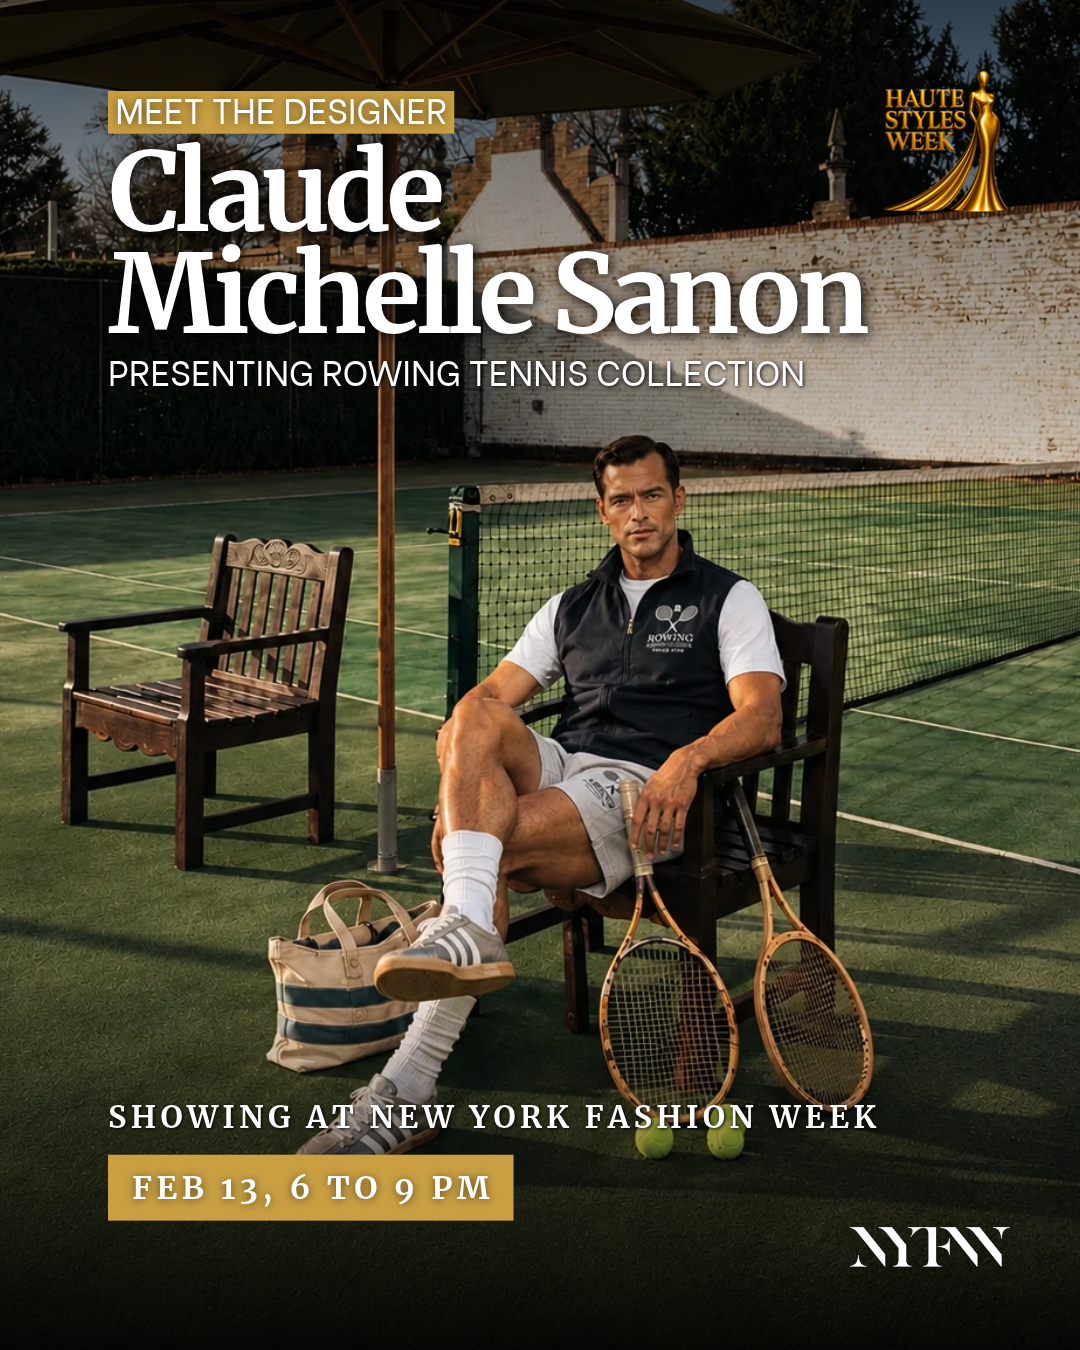 MEET THE DESIGNER
HAUTE
STYLES
WEEK
Claude
Michelle Sanon
PRESENTING ROWING TENNIS COLLECTION
ROWING
SHOWING AT NEW YORK FASHION WEEK
FEB 13, 6 TO 9 PM
NYFW